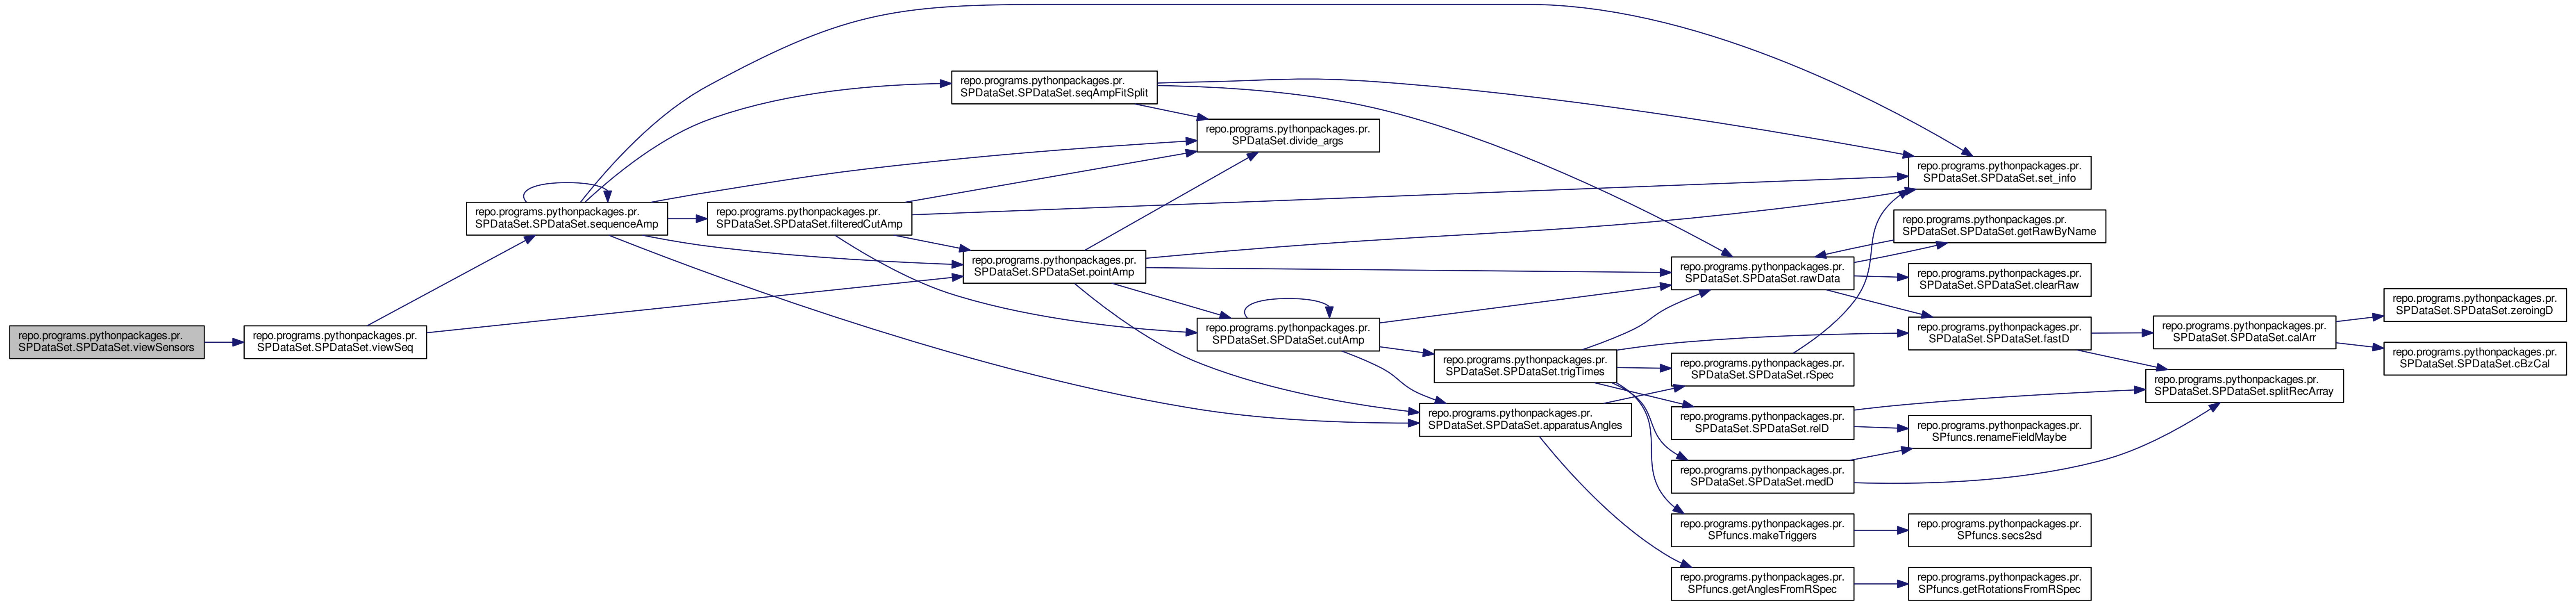 repo.programs.pythonpackages.pr.
SPDataSet.SPDataSet.viewSensors
repo.programs.pythonpackages.pr.
SPDataSet.SPDataSet.viewSeq
repo.programs.pythonpackages.pr.
SPDataSet.SPDataSet.sequenceAmp
repo.programs.pythonpackages.pr.
SPDataSet.SPDataSet.filteredCutAmp
repo.programs.pythonpackages.pr.
SPDataSet.SPDataSet.seqAmpFitSplit
repo.programs.pythonpackages.pr.
SPDataSet.SPDataSet.pointAmp
repo.programs.pythonpackages.pr.
SPDataSet.divide_args
repo.programs.pythonpackages.pr.
SPDataSet.SPDataSet.cutAmp
repo.programs.pythonpackages.pr.
SPDataSet.SPDataSet.trigTimes
repo.programs.pythonpackages.pr.
SPDataSet.SPDataSet.apparatusAngles
repo.programs.pythonpackages.pr.
SPDataSet.SPDataSet.rawData
repo.programs.pythonpackages.pr.
SPDataSet.SPDataSet.rSpec
repo.programs.pythonpackages.pr.
SPDataSet.SPDataSet.relD
repo.programs.pythonpackages.pr.
SPDataSet.SPDataSet.medD
repo.programs.pythonpackages.pr.
SPfuncs.makeTriggers
repo.programs.pythonpackages.pr.
SPfuncs.getAnglesFromRSpec
repo.programs.pythonpackages.pr.
SPDataSet.SPDataSet.set_info
repo.programs.pythonpackages.pr.
SPDataSet.SPDataSet.getRawByName
repo.programs.pythonpackages.pr.
SPDataSet.SPDataSet.clearRaw
repo.programs.pythonpackages.pr.
SPDataSet.SPDataSet.fastD
repo.programs.pythonpackages.pr.
SPfuncs.renameFieldMaybe
repo.programs.pythonpackages.pr.
SPfuncs.secs2sd
repo.programs.pythonpackages.pr.
SPfuncs.getRotationsFromRSpec
repo.programs.pythonpackages.pr.
SPDataSet.SPDataSet.calArr
repo.programs.pythonpackages.pr.
SPDataSet.SPDataSet.splitRecArray
repo.programs.pythonpackages.pr.
SPDataSet.SPDataSet.zeroingD
repo.programs.pythonpackages.pr.
SPDataSet.SPDataSet.cBzCal